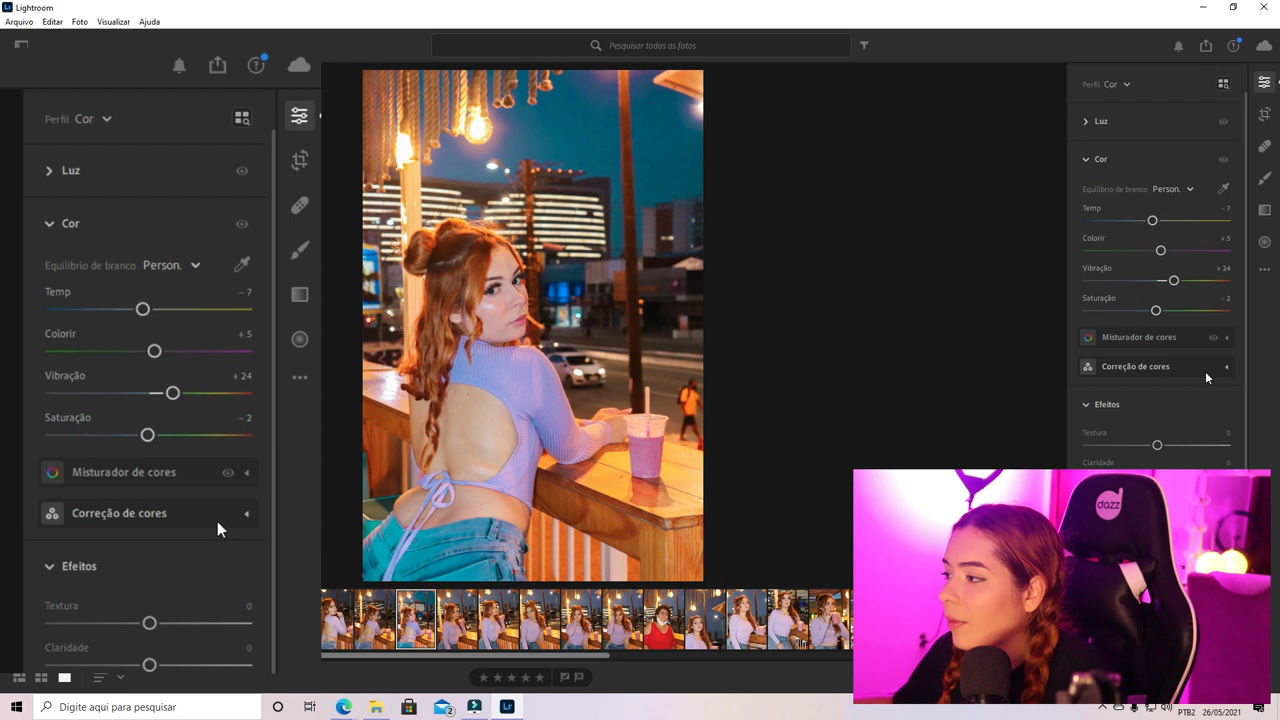 Lightroom
Arquivo Editar Foto Visualizar Ajuda
Pesquisar todas as fotos
Perfil Cor
Luz
Cor
Equilíbrio de branco Person.
Temp - 7
Colorir + 5
Vibração + 24
Saturação - 2
Misturador de cores
Correção de cores
Efeitos
Textura 0
Claridade 0
Perfil Cor
Luz
Cor
Equilíbrio de branco Person.
Temp - 7
Colorir + 5
Vibração + 24
Saturação - 2
Misturador de cores
Correção de cores
Efeitos
Textura 0
Claridade 0
dazz
Digite aqui para pesquisar
2
Lr
PTB2 26/05/2021